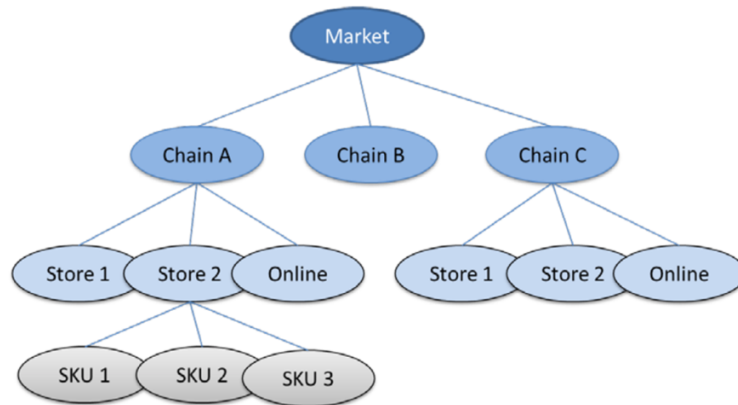 Market
Chain A
Chain B
Chain C
Store 1
Store 2
Online
Store 1
Store 2
Online
SKU 1
SKU 2
SKU 3